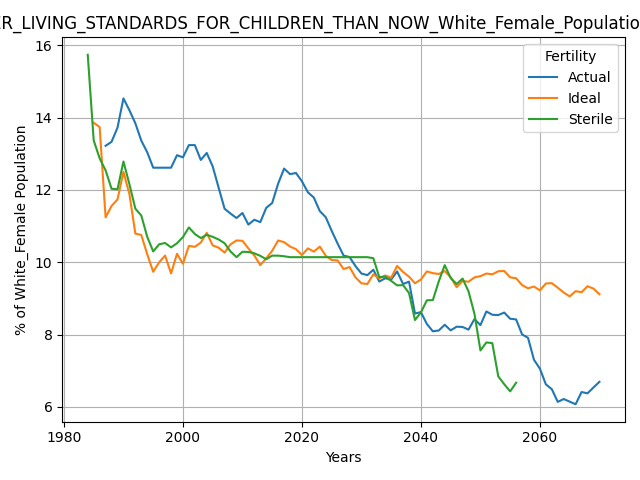 ER_LIVING_STANDARDS_FOR_CHILDREN_THAN_NOW_White_Female_Populatio
Fertility
Actual
Ideal
Sterile
% of White_Female Population
16
14
12
10
8
6
1980
2000
2020
2040
2060
Years